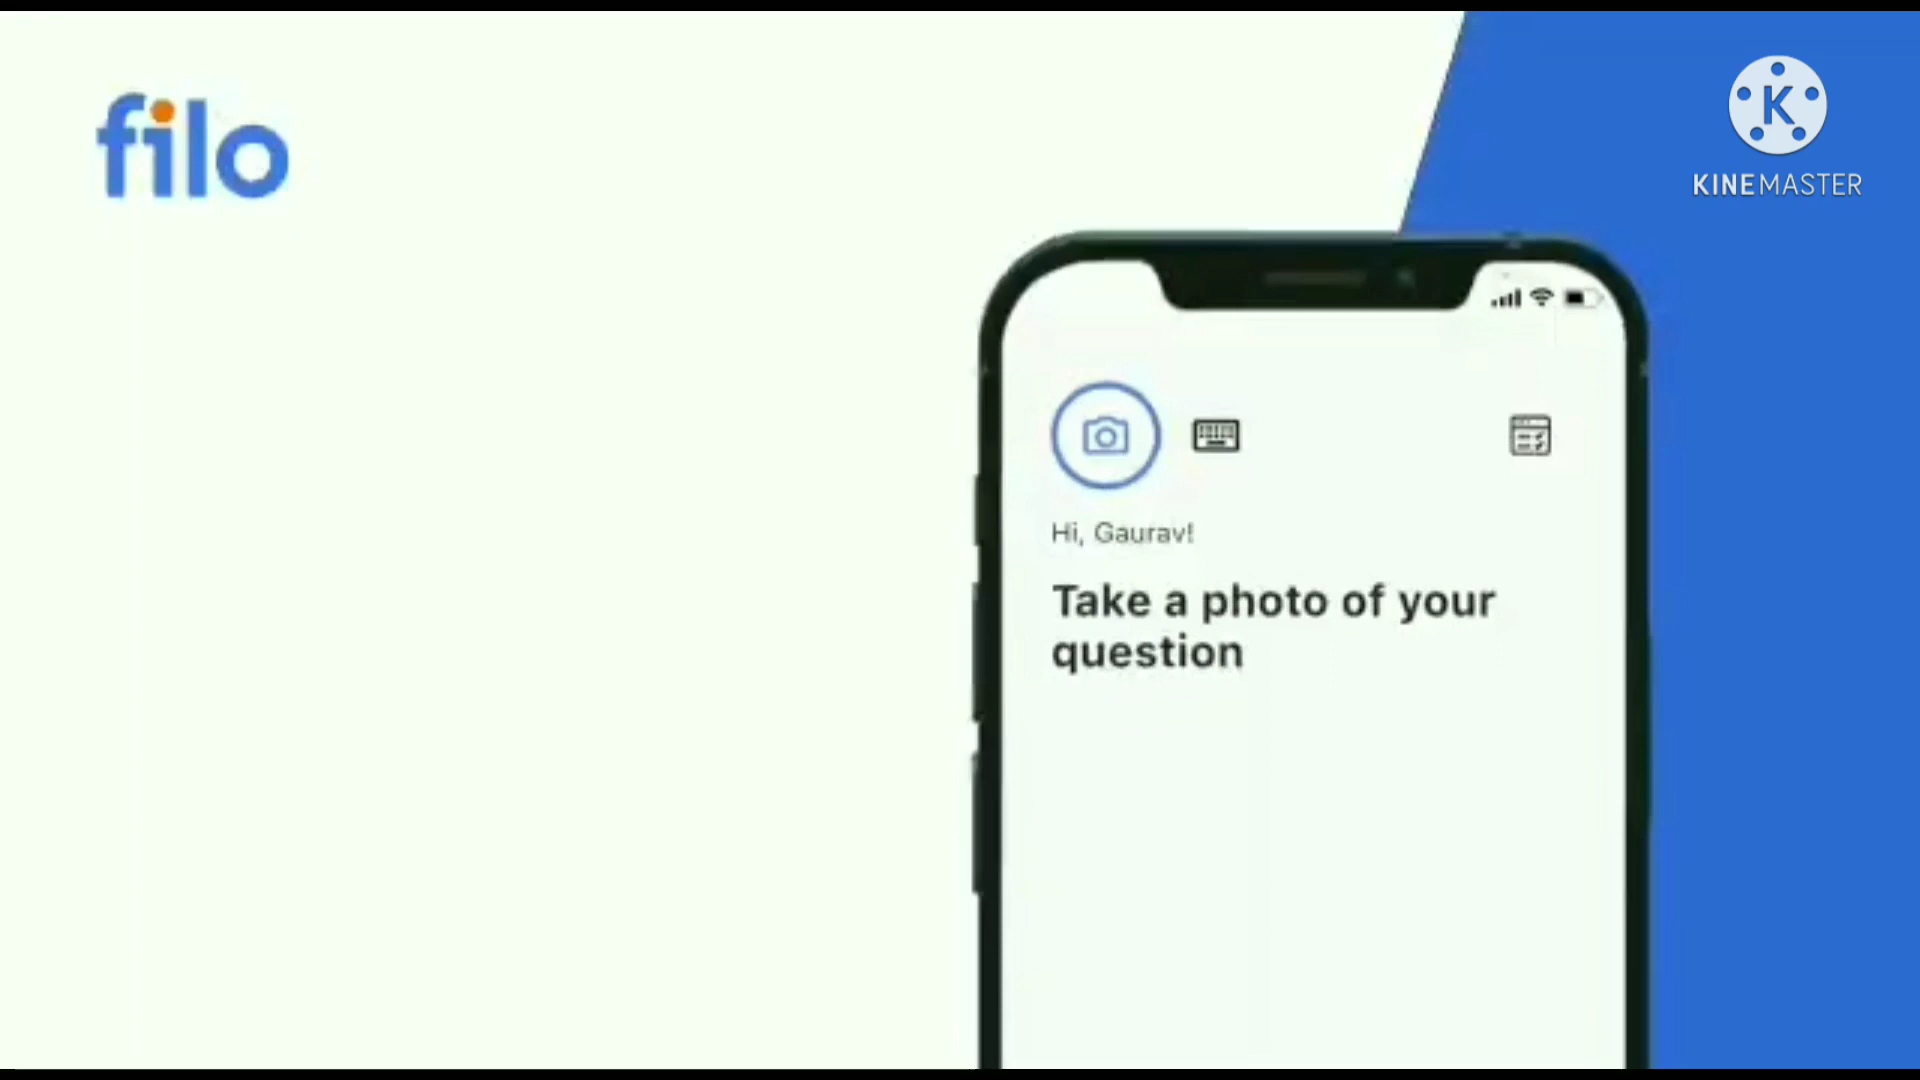 filo
K
KINEMASTER
Hi, Gaurav!
Take a photo of your
question